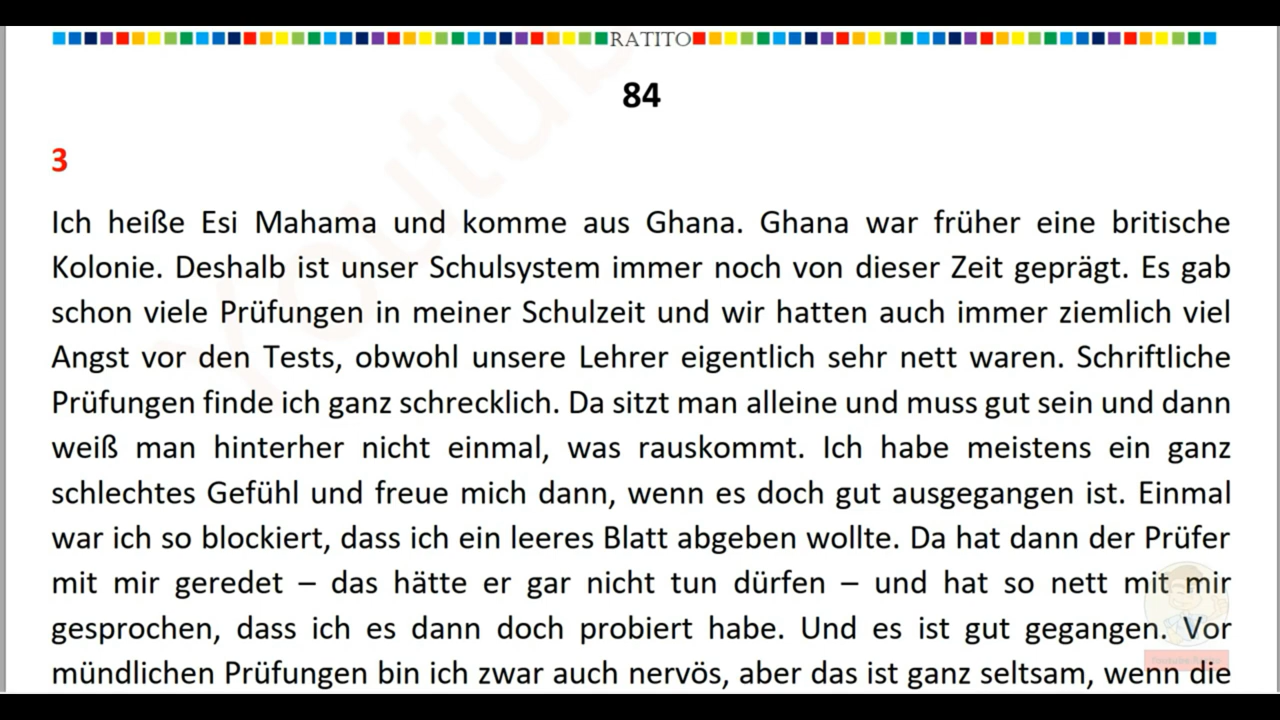 RATITO
84
3
Ich heiße Esi Mahama und komme aus Ghana. Ghana war früher eine britische
Kolonie. Deshalb ist unser Schulsystem immer noch von dieser Zeit geprägt. Es gab
schon viele Prüfungen in meiner Schulzeit und wir hatten auch immer ziemlich viel
Angst vor den Tests, obwohl unsere Lehrer eigentlich sehr nett waren. Schriftliche
Prüfungen finde ich ganz schrecklich. Da sitzt man alleine und muss gut sein und dann
weiß man hinterher nicht einmal, was rauskommt. Ich habe meistens ein ganz
schlechtes Gefühl und freue mich dann, wenn es doch gut ausgegangen ist. Einmal
war ich so blockiert, dass ich ein leeres Blatt abgeben wollte. Da hat dann der Prüfer
mit mir geredet – das hätte er gar nicht tun dürfen – und hat so nett mit mir
gesprochen, dass ich es dann doch probiert habe. Und es ist gut gegangen. Vor
mündlichen Prüfungen bin ich zwar auch nervös, aber das ist ganz seltsam, wenn die